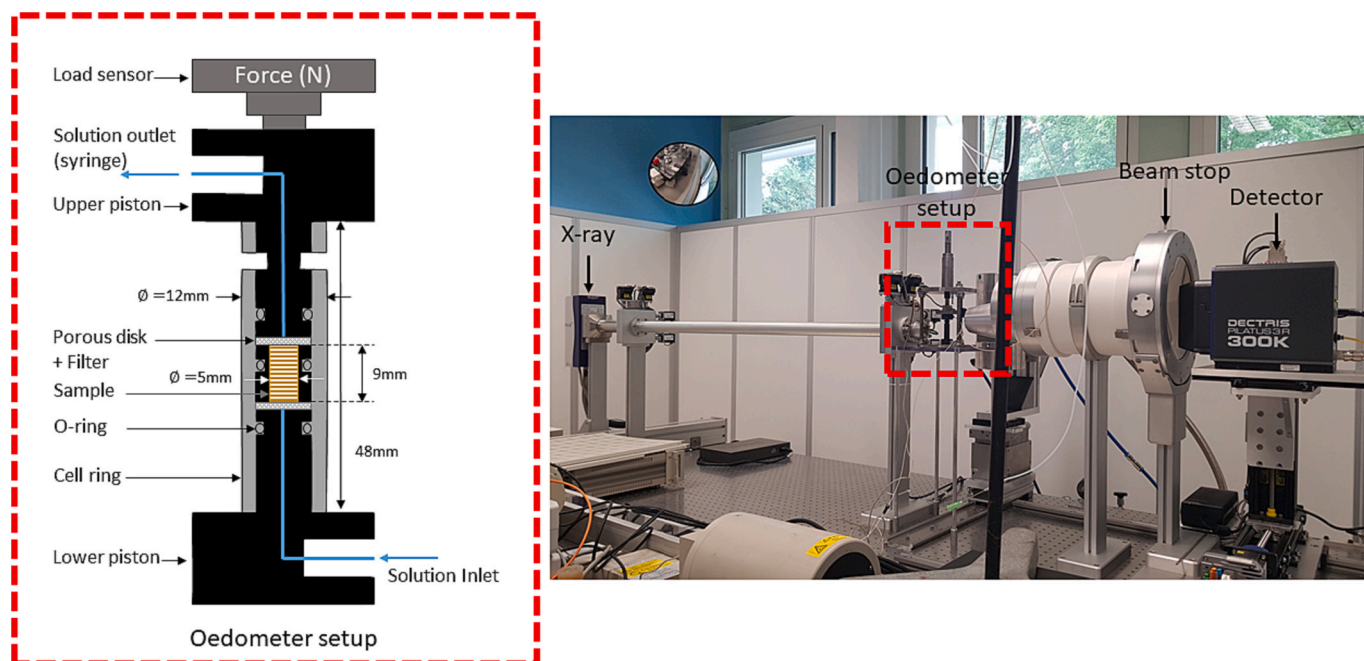 Load sensor
Force (N)
Solution outlet
(syringe)
Upper piston
Ø =12mm
Porous disk
+ Filter
Ø =5mm
Sample
9mm
O-ring
48mm
Cell ring
Lower piston
Solution Inlet
Oedometer setup
X-ray
Oedometer
setup
Beam stop
Detector
DECTRIS
PILATUS3 R
300K